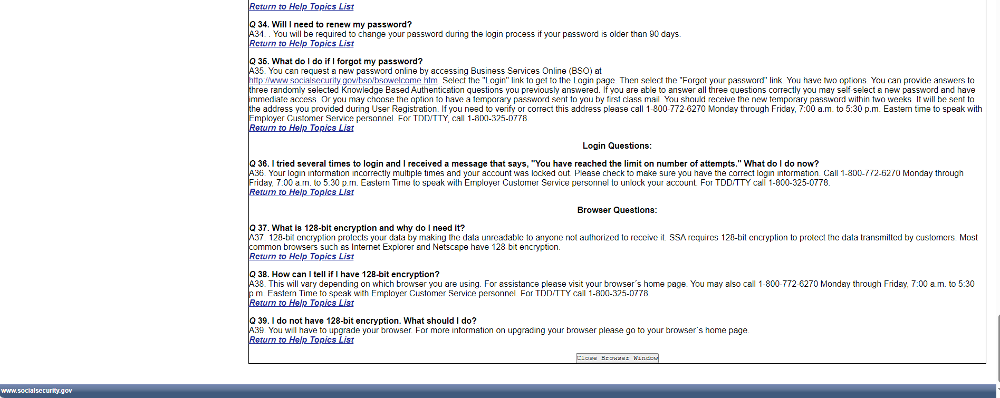 Return to Help Topics List
Q 34. Will I need to renew my password?
A34. . You will be required to change your password during the login process if your password is older than 90 days.
Return to Help Topics List
Q 35. What do I do if I forgot my password?
A35. You can request a new password online by accessing Business Services Online (BSO) at
http://www.socialsecurity.gov/bso/bsowelcome.htm. Select the "Login" link to get to the Login page. Then select the "Forgot your password" link. You have two options. You can provide answers to
three randomly selected Knowledge Based Authentication questions you previously answered. If you are able to answer all three questions correctly you may self-select a new password and have
immediate access. Or you may choose the option to have a temporary password sent to you by first class mail. You should receive the new temporary password within two weeks. It will be sent to
the address you provided during User Registration. If you need to verify or correct this address please call 1-800-772-6270 Monday through Friday, 7:00 a.m. to 5:30 p.m. Eastern time to speak with
Employer Customer Service personnel. For TDD/TTY, call 1-800-325-0778.
Return to Help Topics List
Login Questions:
Q 36. I tried several times to login and I received a message that says, "You have reached the limit on number of attempts." What do I do now?
A36. Your login information incorrectly multiple times and your account was locked out. Please check to make sure you have the correct login information. Call 1-800-772-6270 Monday through
Friday, 7:00 a.m. to 5:30 p.m. Eastern Time to speak with Employer Customer Service personnel to unlock your account. For TDD/TTY call 1-800-325-0778.
Return to Help Topics List
Browser Questions:
Q 37. What is 128-bit encryption and why do I need it?
A37. 128-bit encryption protects your data by making the data unreadable to anyone not authorized to receive it. SSA requires 128-bit encryption to protect the data transmitted by customers. Most
common browsers such as Internet Explorer and Netscape have 128-bit encryption.
Return to Help Topics List
Q 38. How can I tell if I have 128-bit encryption?
A38. This will vary depending on which browser you are using. For assistance please visit your browser´s home page. You may also call 1-800-772-6270 Monday through Friday, 7:00 a.m. to 5:30
p.m. Eastern Time to speak with Employer Customer Service personnel. For TDD/TTY call 1-800-325-0778.
Return to Help Topics List
Q 39. I do not have 128-bit encryption. What should I do?
A39. You will have to upgrade your browser. For more information on upgrading your browser please go to your browser´s home page.
Return to Help Topics List
Close Browser Window
www.socialsecurity.gov